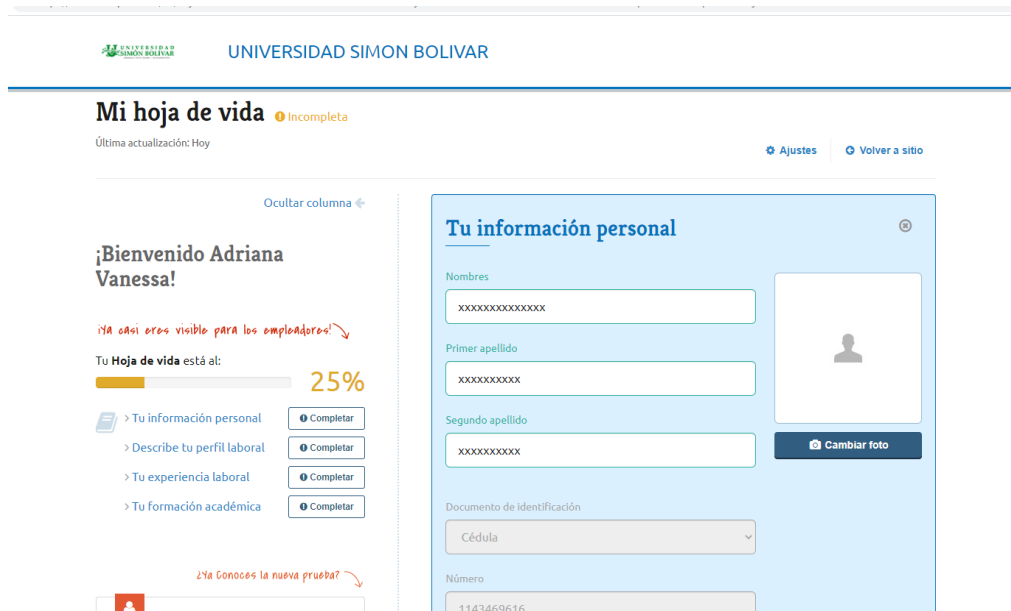 UNIVERSIDAD
SIMÓN BOLÍVAR
UNIVERSIDAD SIMON BOLIVAR
Mi hoja de vida Incompleta
Última actualización: Hoy
Ajustes
Volver a sitio
Ocultar columna
¡Bienvenido Adriana
Vanessa!
¡Ya casi eres visible para los empleadores!
Tu Hoja de vida está al:
25%
> Tu información personal Completar
> Describe tu perfil laboral Completar
> Tu experiencia laboral Completar
> Tu formación académica Completar
¿Ya Conoces la nueva prueba?
Tu información personal
Nombres
xxxxxxxxxxxxxx
Primer apellido
xxxxxxxxxx
Segundo apellido
xxxxxxxxxx
Cambiar foto
Documento de identificación
Cédula
Número
1143469616